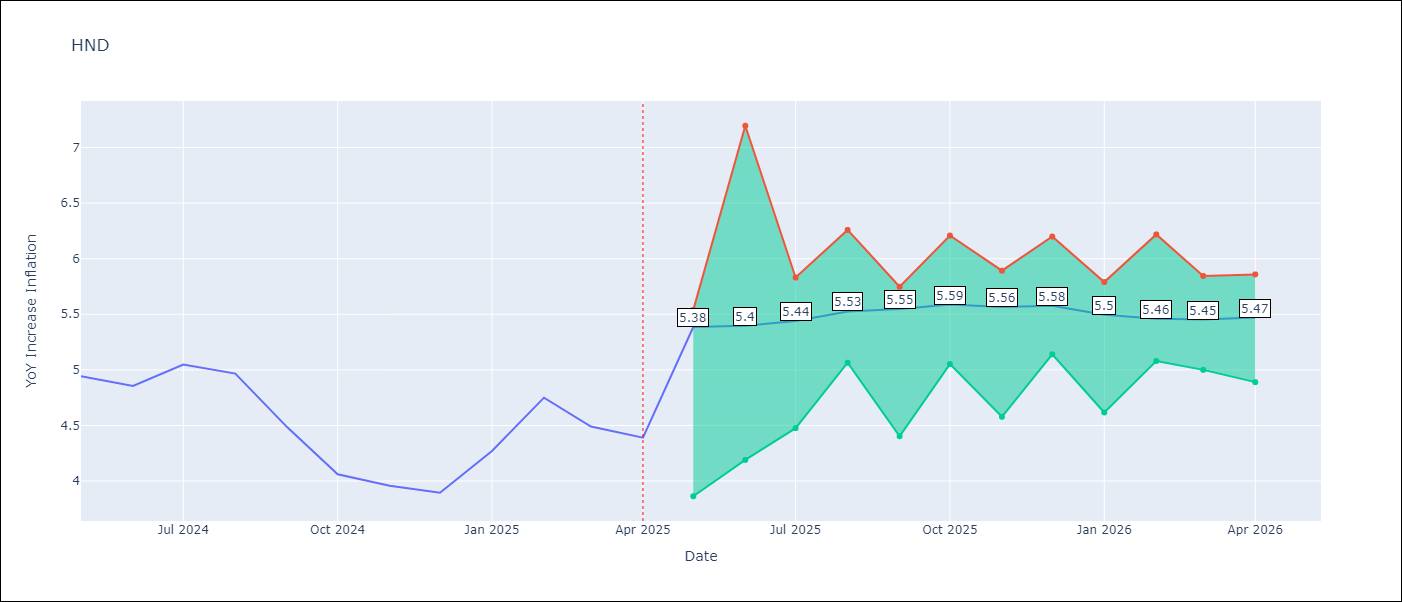 HND
YoY Increase Inflation
7
6.5
6
5.5
5
4.5
4
5.38
5.4
5.44
5.53
5.55
5.59
5.56
5.58
5.5
5.46
5.45
5.47
Jul 2024
Oct 2024
Jan 2025
Apr 2025
Jul 2025
Oct 2025
Jan 2026
Apr 2026
Date